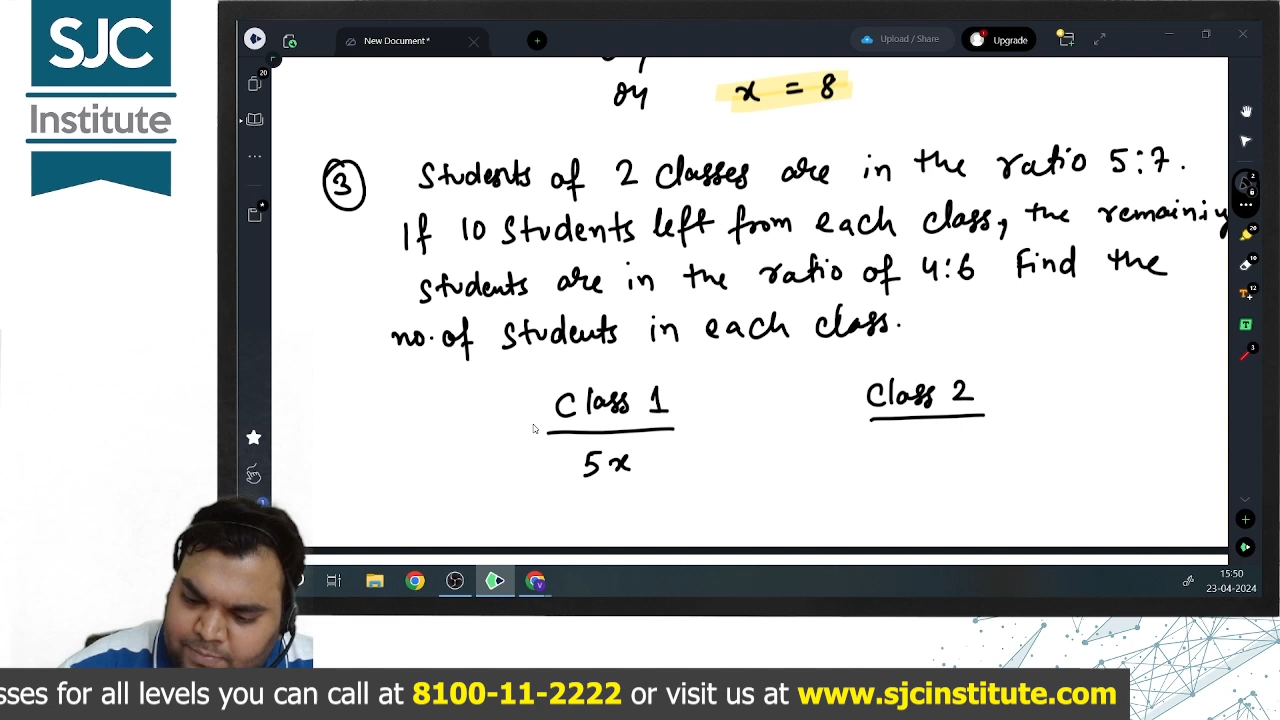 SJC
Institute
New Document*
Upload / Share
Upgrade
or x = 8
3 Students of 2 classes are in the ratio 5:7.
If 10 students left from each class, the remaining
students are in the ratio of 4:6 Find the
no. of students in each class.
Class 1 Class 2
5x
15:50
23-04-2024
sses for all levels you can call at 8100-11-2222 or visit us at www.sjcinstitute.com